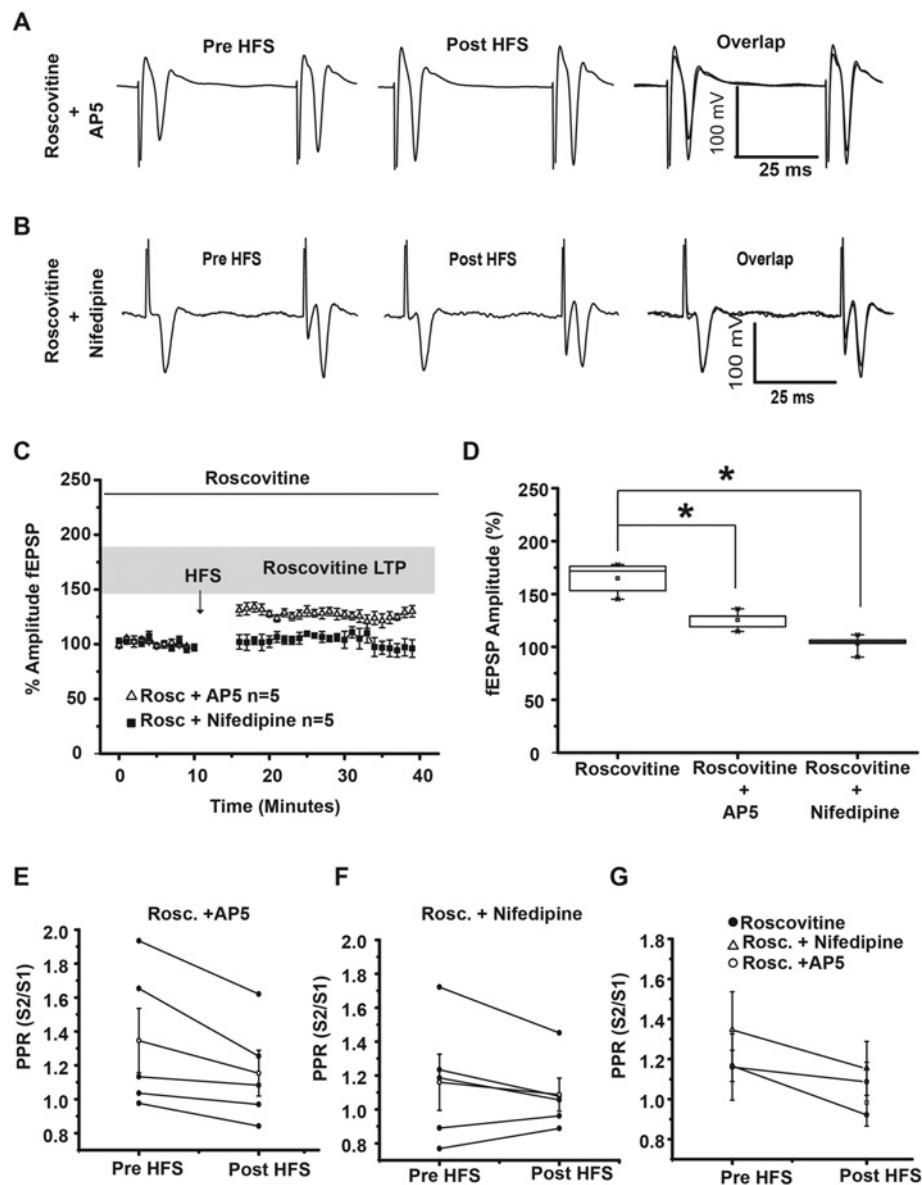 A
Pre HFS
Post HFS
Overlap
Roscovitine
+
AP5
100 mV
25 ms
B
Pre HFS
Post HFS
Overlap
Roscovitine
+
Nifedipine
100 mV
25 ms
C
Roscovitine
HFS
Roscovitine LTP
% Amplitude fEPSP
250
200
150
100
50
0
Rosc + AP5 n=5
Rosc + Nifedipine n=5
0 10 20 30 40
Time (Minutes)
D
* *
fEPSP Amplitude (%)
250
200
150
100
50
0
Roscovitine
Roscovitine
+
AP5
Roscovitine
+
Nifedipine
E
Rosc. +AP5
PPR (S2/S1)
2.0
1.8
1.6
1.4
1.2
1.0
0.8
Pre HFS Post HFS
F
Rosc. + Nifedipine
PPR (S2/S1)
2.0
1.8
1.6
1.4
1.2
1.0
0.8
Pre HFS Post HFS
G
Roscovitine
Rosc. + Nifedipine
Rosc. +AP5
PPR (S2/S1)
1.8
1.6
1.4
1.2
1.0
0.8
Pre HFS Post HFS